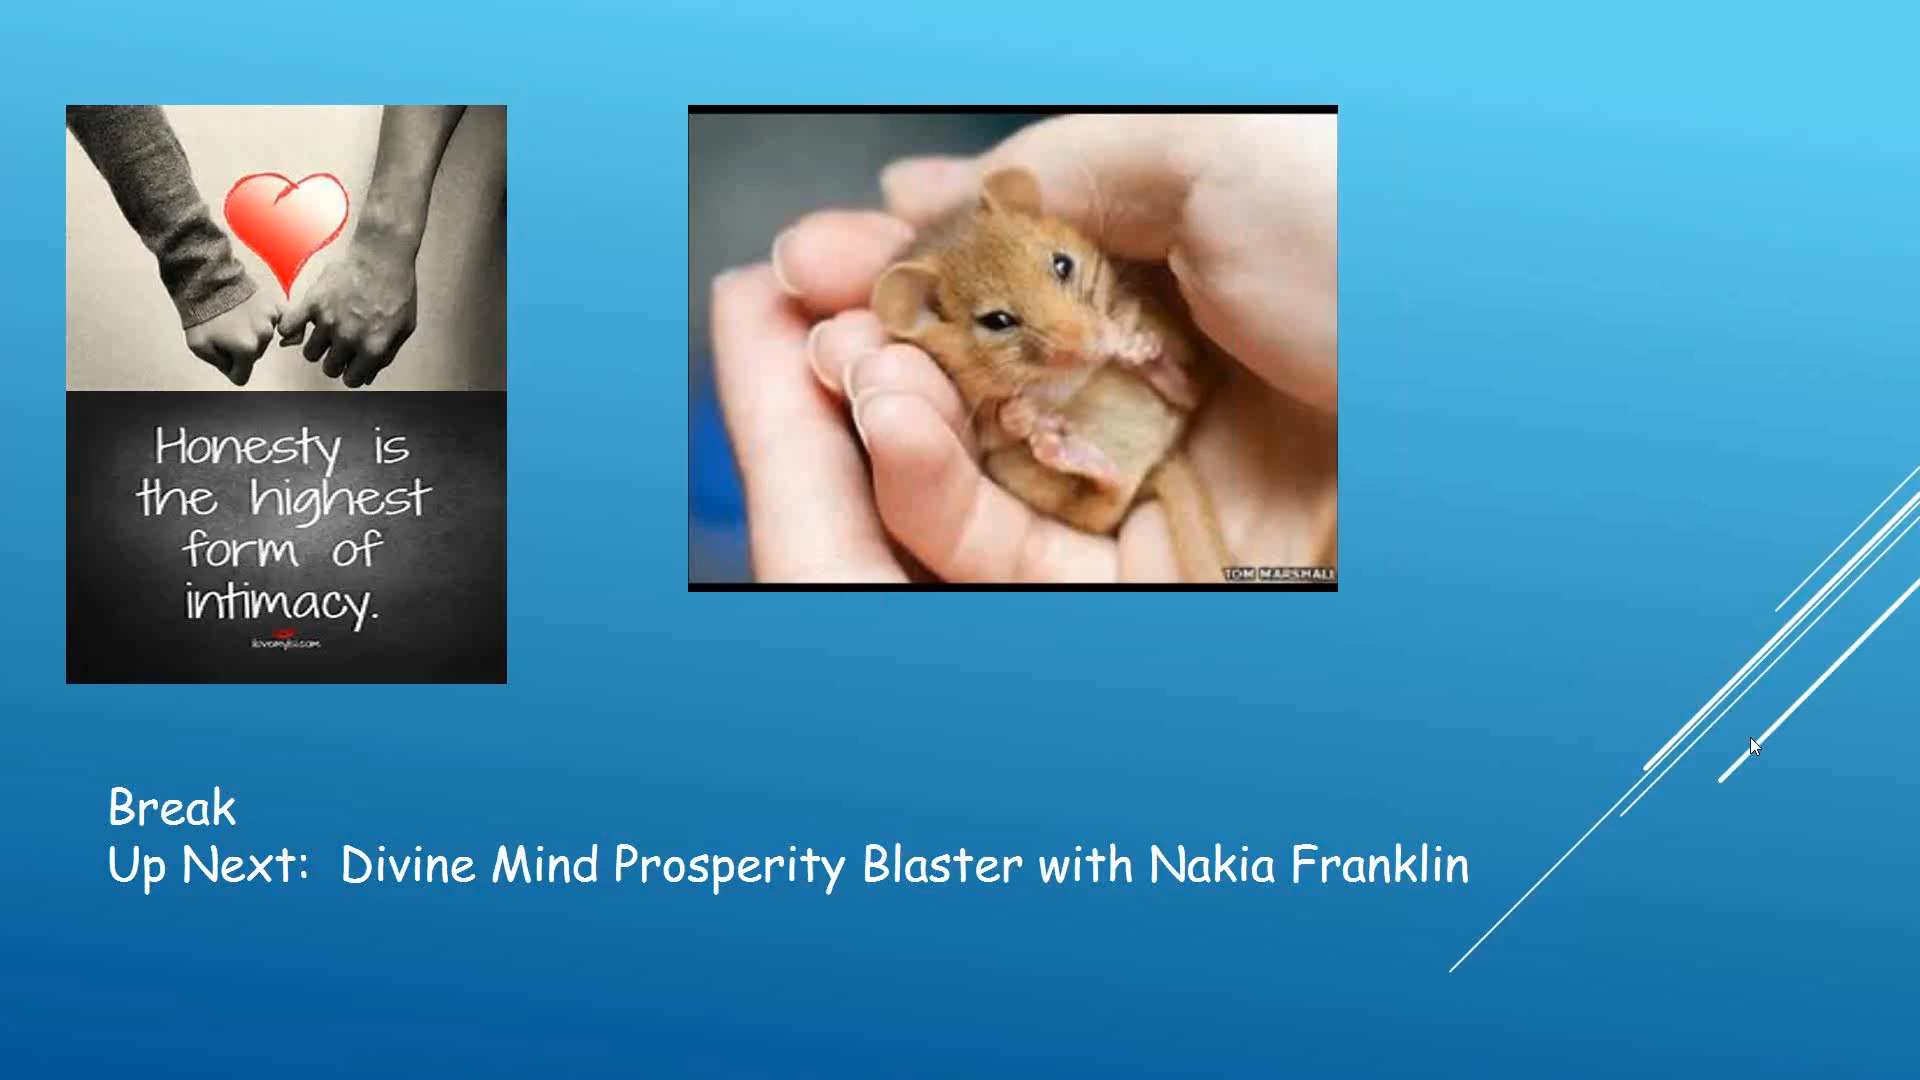 Honesty is
the highest
form of
intimacy.
TOM MARSHALL
Break
Up Next: Divine Mind Prosperity Blaster with Nakia Franklin